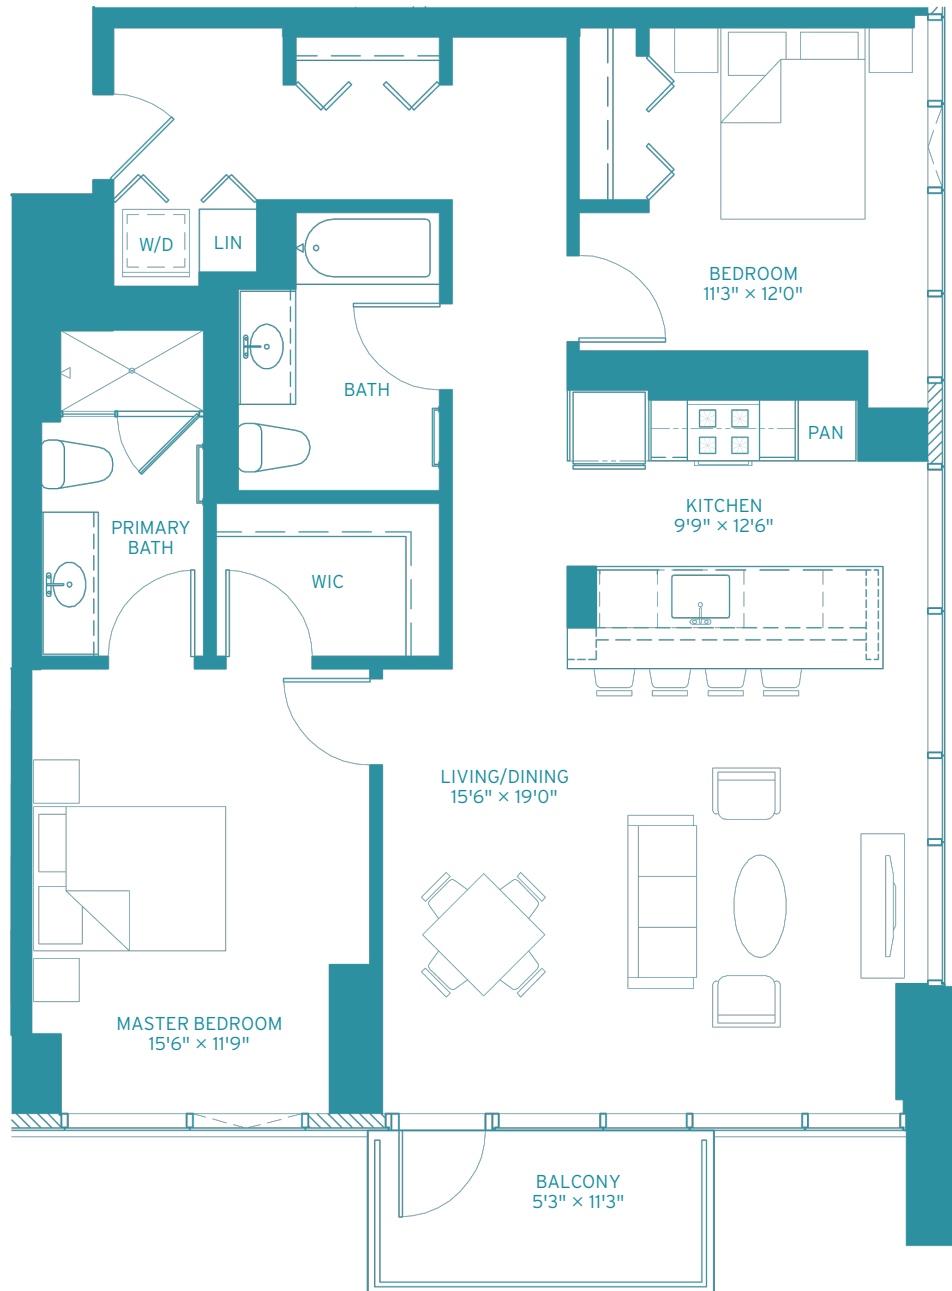 W/D
LIN
BEDROOM
11'3" × 12'0"
BATH
PAN
KITCHEN
9'9" × 12'6"
PRIMARY
BATH
WIC
LIVING/DINING
15'6" × 19'0"
MASTER BEDROOM
15'6" × 11'9"
BALCONY
5'3" × 11'3"